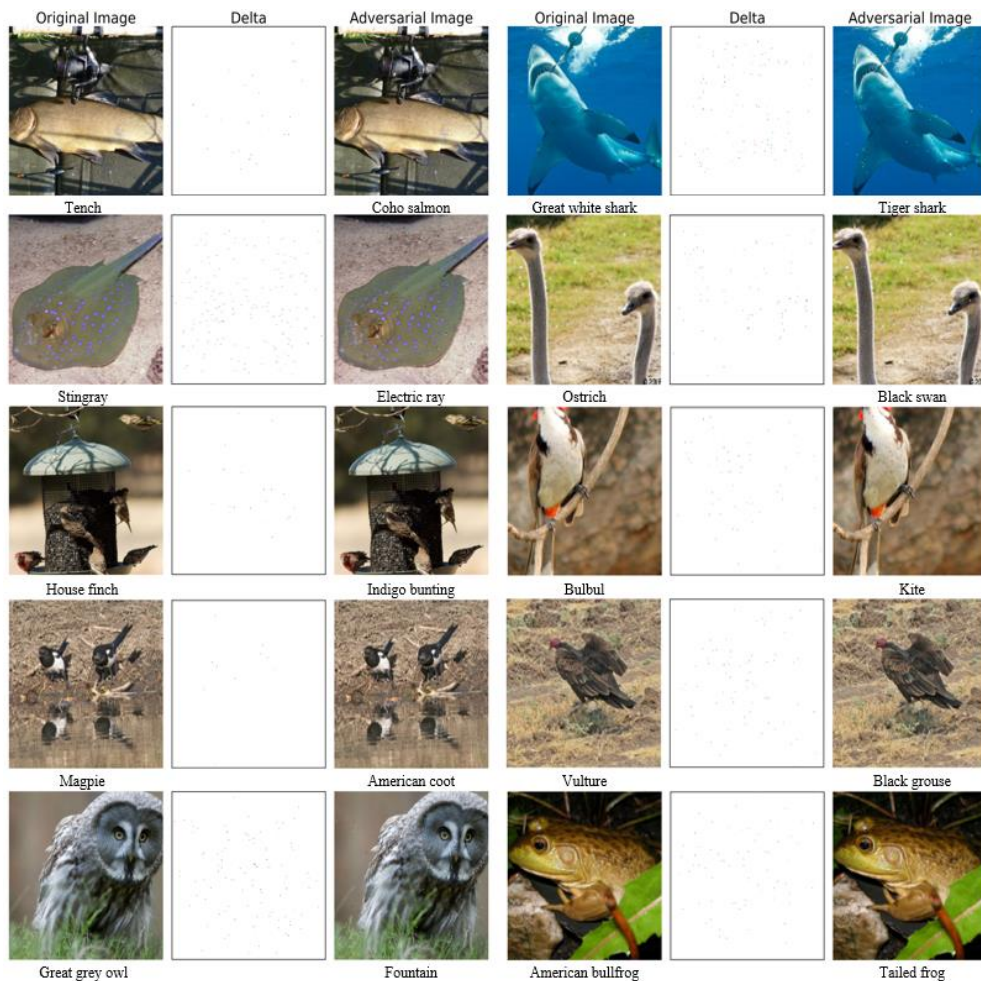 Original Image Delta Adversarial Image Original Image Delta Adversarial Image
Tench Coho salmon Great white shark Tiger shark
Stingray Electric ray Ostrich Black swan
House finch Indigo bunting Bulbul Kite
Magpie American coot Vulture Black grouse
Great grey owl Fountain American bullfrog Tailed frog